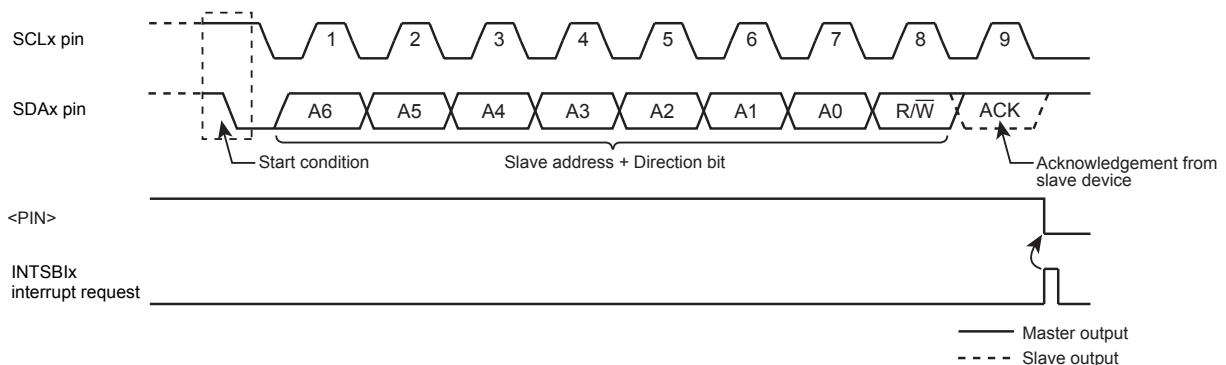 SCLx pin
1 2 3 4 5 6 7 8 9
SDAx pin
A6 A5 A4 A3 A2 A1 A0 R/W̅ ACK
Start condition
Slave address + Direction bit
Acknowledgement from
slave device
<PIN>
INTSBIx
interrupt request
Master output
Slave output